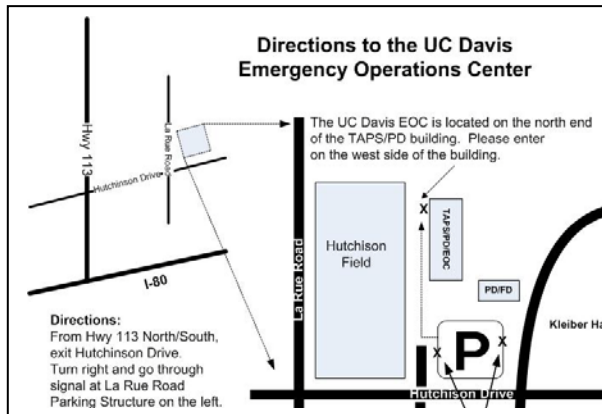 Directions to the UC Davis
Emergency Operations Center
Hwy 113
La Rue Road
Hutchinson Drive
I-80
The UC Davis EOC is located on the north end
of the TAPS/PD building. Please enter
on the west side of the building.
La Rue Road
Hutchison
Field
X
TAPS/PD/EOC
PD/FD
Kleiber Ha
P
X
X
Hutchison Drive
Directions:
From Hwy 113 North/South,
exit Hutchinson Drive.
Turn right and go through
signal at La Rue Road
Parking Structure on the left.